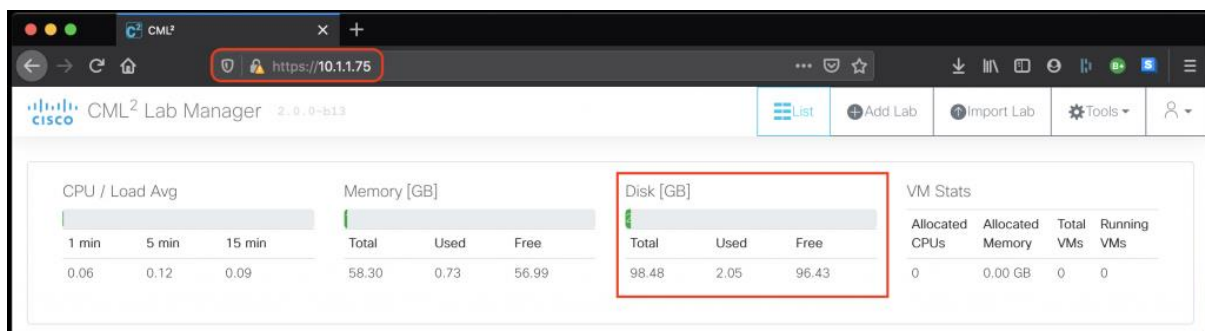 CML²
https://10.1.1.75
CISCO
CML² Lab Manager 2.0.0-b13
List
Add Lab
Import Lab
Tools
CPU / Load Avg
1 min 5 min 15 min
0.06 0.12 0.09
Memory [GB]
Total Used Free
58.30 0.73 56.99
Disk [GB]
Total Used Free
98.48 2.05 96.43
VM Stats
Allocated CPUs Allocated Memory Total VMs Running VMs
0 0.00 GB 0 0